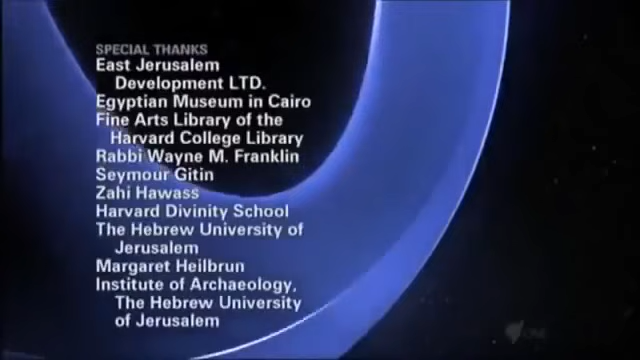 SPECIAL THANKS
East Jerusalem
Development LTD.
Egyptian Museum in Cairo
Fine Arts Library of the
Harvard College Library
Rabbi Wayne M. Franklin
Seymour Gitin
Zahi Hawass
Harvard Divinity School
The Hebrew University of
Jerusalem
Margaret Heilbrun
Institute of Archaeology,
The Hebrew University
of Jerusalem
ONE